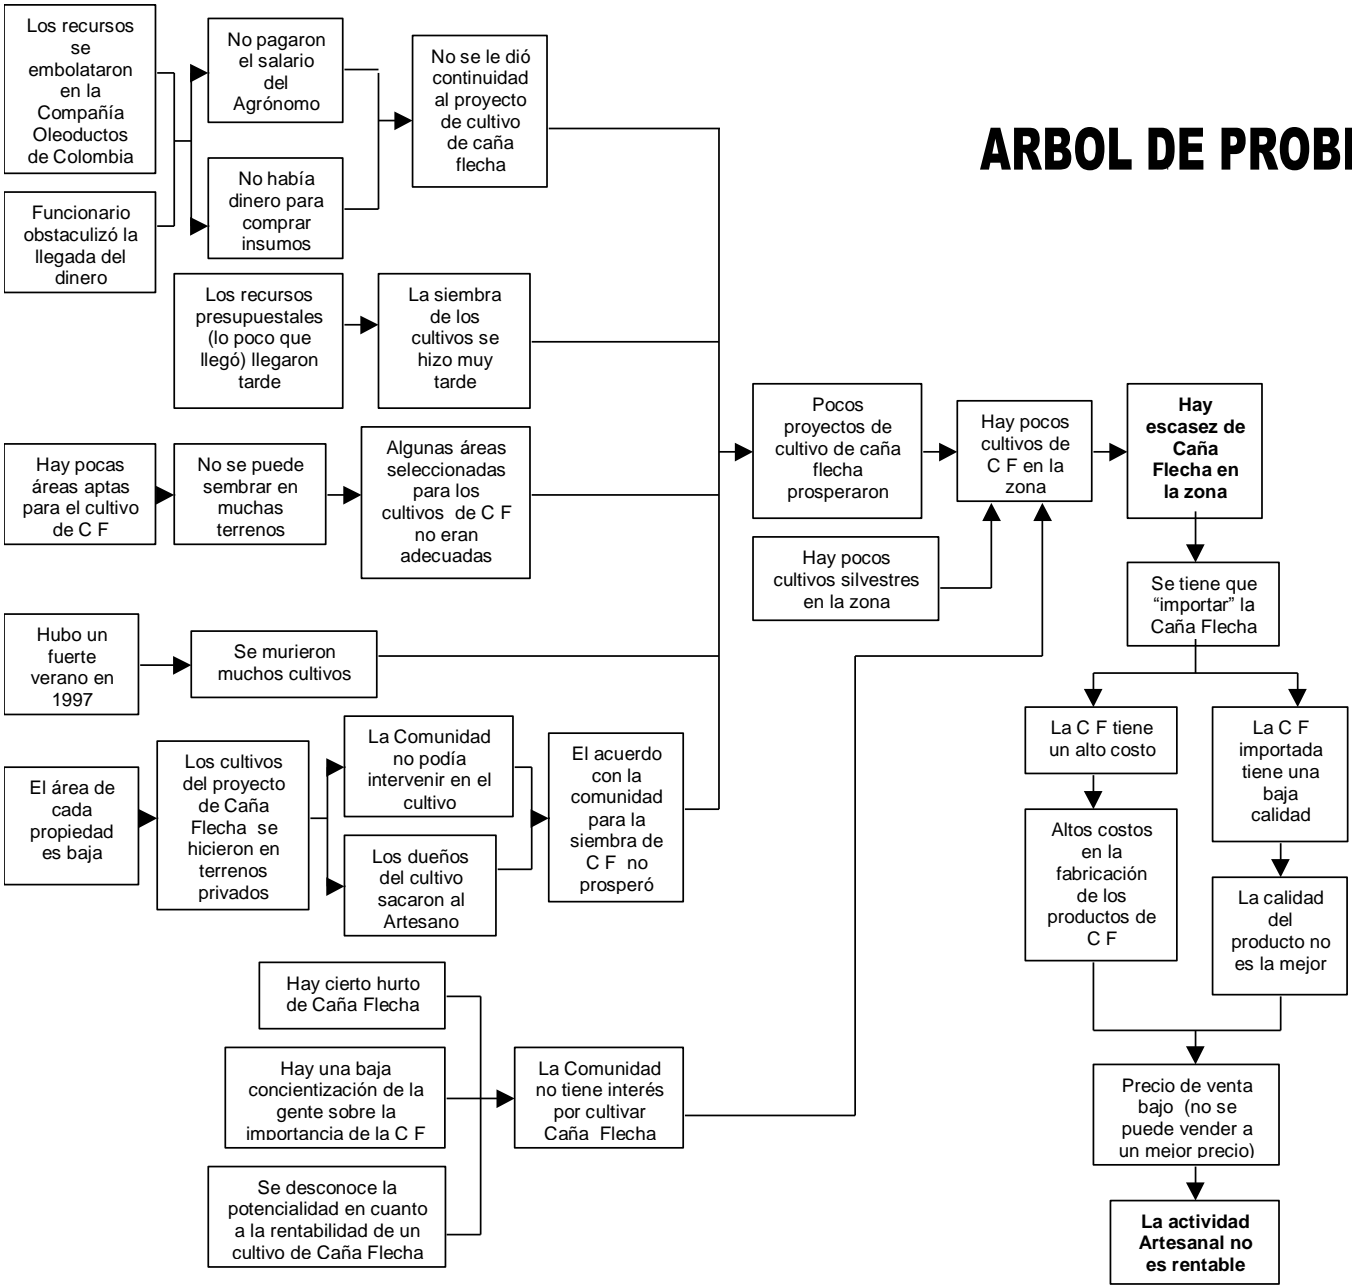 ARBOL DE PROBL
Los recursos
se
embolataron
en la
Compañía
Oleoductos
de Colombia
Funcionario
obstaculizó la
llegada del
dinero
No pagaron
el salario
del
Agrónomo
No había
dinero para
comprar
insumos
No se le dió
continuidad
al proyecto
de cultivo
de caña
flecha
Los recursos
presupuestales
(lo poco que
llegó) llegaron
tarde
La siembra
de los
cultivos se
hizo muy
tarde
Hay pocas
áreas aptas
para el cultivo
de C F
No se puede
sembrar en
muchas
terrenos
Algunas áreas
seleccionadas
para los
cultivos de C F
no eran
adecuadas
Hubo un
fuerte
verano en
1997
Se murieron
muchos cultivos
El área de
cada
propiedad
es baja
Los cultivos
del proyecto
de Caña
Flecha se
hicieron en
terrenos
privados
La Comunidad
no podía
intervenir en el
cultivo
Los dueños
del cultivo
sacaron al
Artesano
El acuerdo
con la
comunidad
para la
siembra de
C F no
prosperó
Hay cierto hurto
de Caña Flecha
Hay una baja
concientización de la
gente sobre la
importancia de la C F
Se desconoce la
potencialidad en cuanto
a la rentabilidad de un
cultivo de Caña Flecha
La Comunidad
no tiene interés
por cultivar
Caña Flecha
Pocos
proyectos de
cultivo de caña
flecha
prosperaron
Hay pocos
cultivos silvestres
en la zona
Hay pocos
cultivos de
C F en la
zona
Hay
escasez de
Caña
Flecha en
la zona
Se tiene que
“importar” la
Caña Flecha
La C F tiene
un alto costo
Altos costos
en la
fabricación
de los
productos de
C F
La C F
importada
tiene una
baja
calidad
La calidad
del
producto no
es la mejor
Precio de venta
bajo (no se
puede vender a
un mejor precio)
La actividad
Artesanal no
es rentable